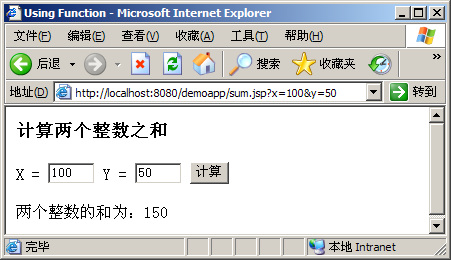 Using Function - Microsoft Internet Explorer
文件(F) 编辑(E) 查看(V) 收藏(A) 工具(T) 帮助(H)
后退 搜索 收藏夹 »
地址(D) http://localhost:8080/demoapp/sum.jsp?x=100&y=50 转到
计算两个整数之和
X = 100 Y = 50 计算
两个整数的和为：150
完毕 本地 Intranet